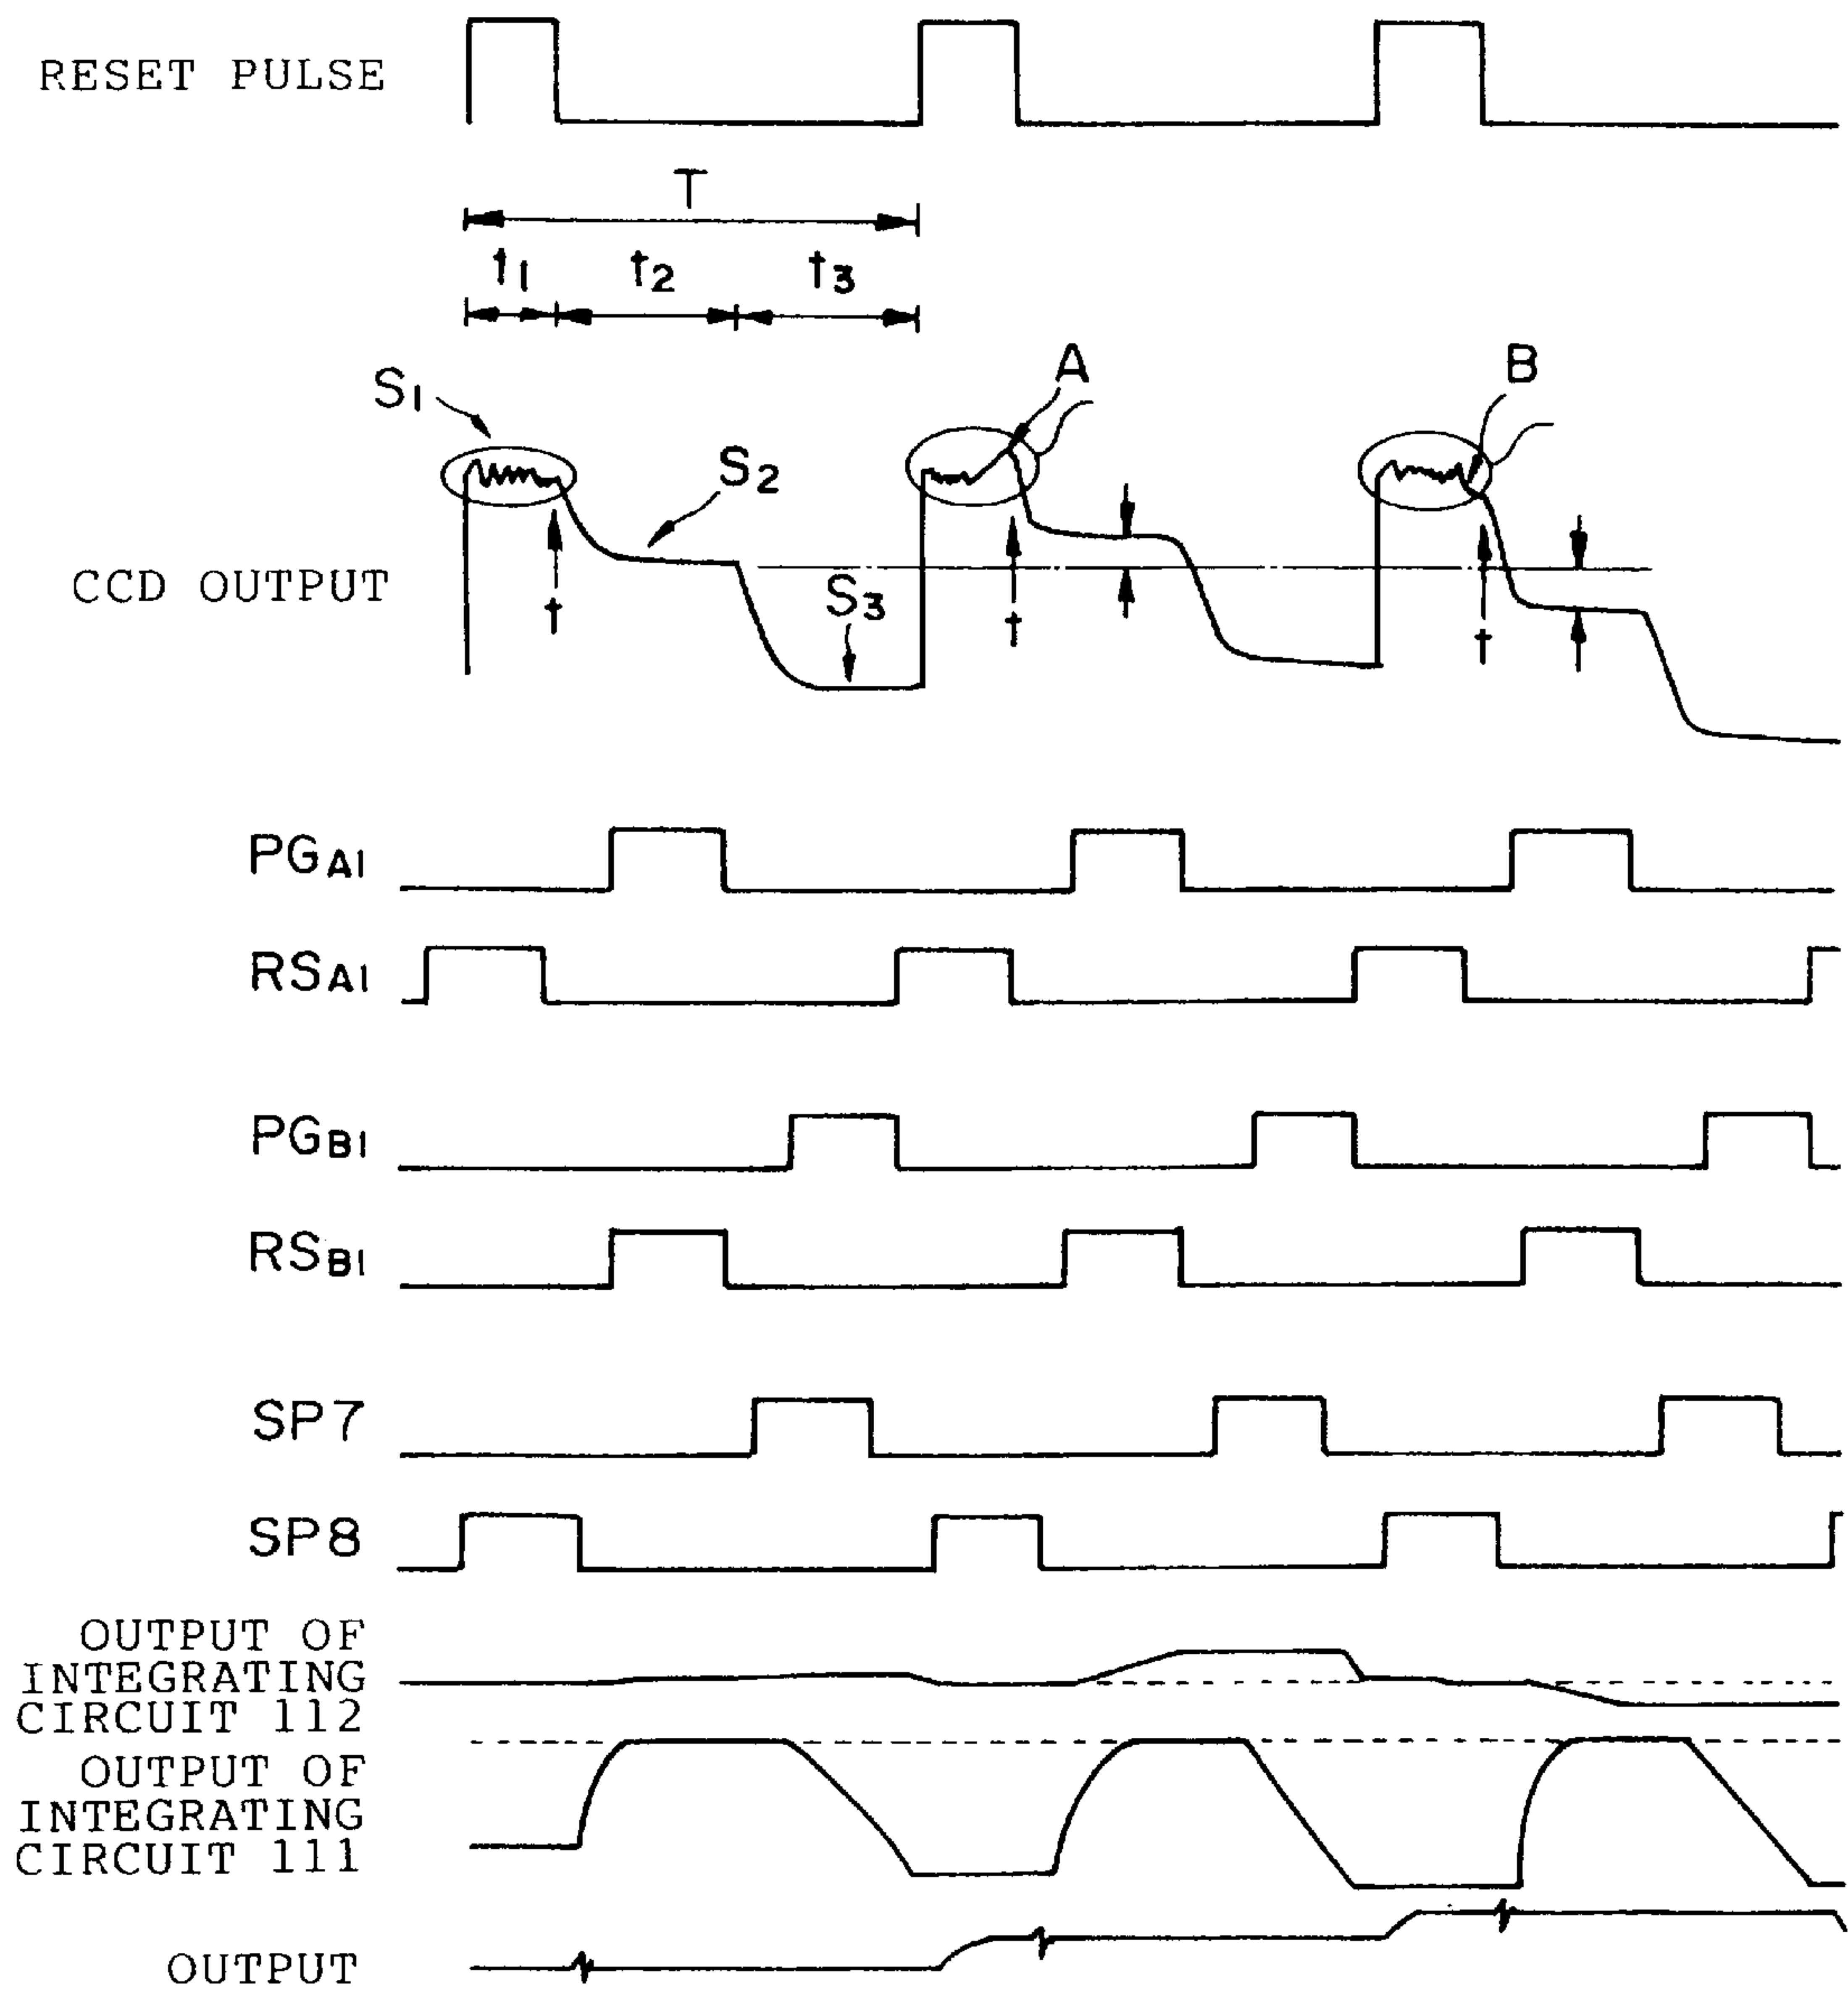 RESET PULSE
T
t1 t2 t3
S1
S2
A
B
CCD OUTPUT
S3
t
t
t
PGA1
RSA1
PGB1
RSB1
SP7
SP8
OUTPUT OF
INTEGRATING
CIRCUIT 112
OUTPUT OF
INTEGRATING
CIRCUIT 111
OUTPUT